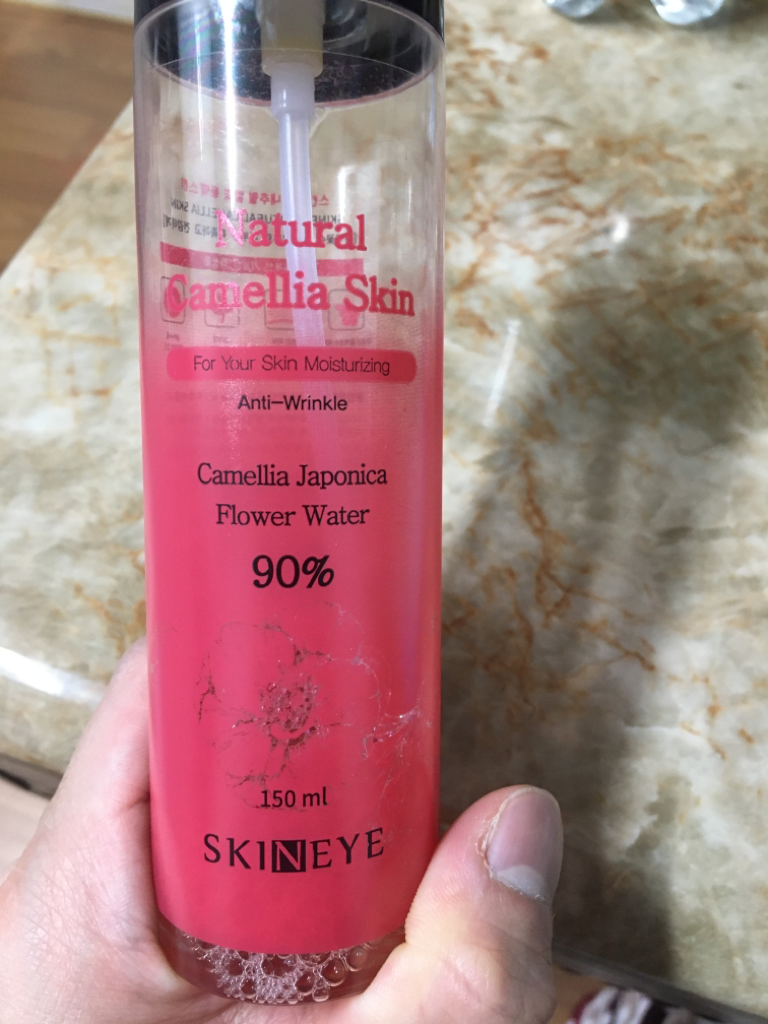 Natural
Camellia Skin
For Your Skin Moisturizing
Anti-Wrinkle
Camellia Japonica
Flower Water
90%
150 ml
SKINEYE